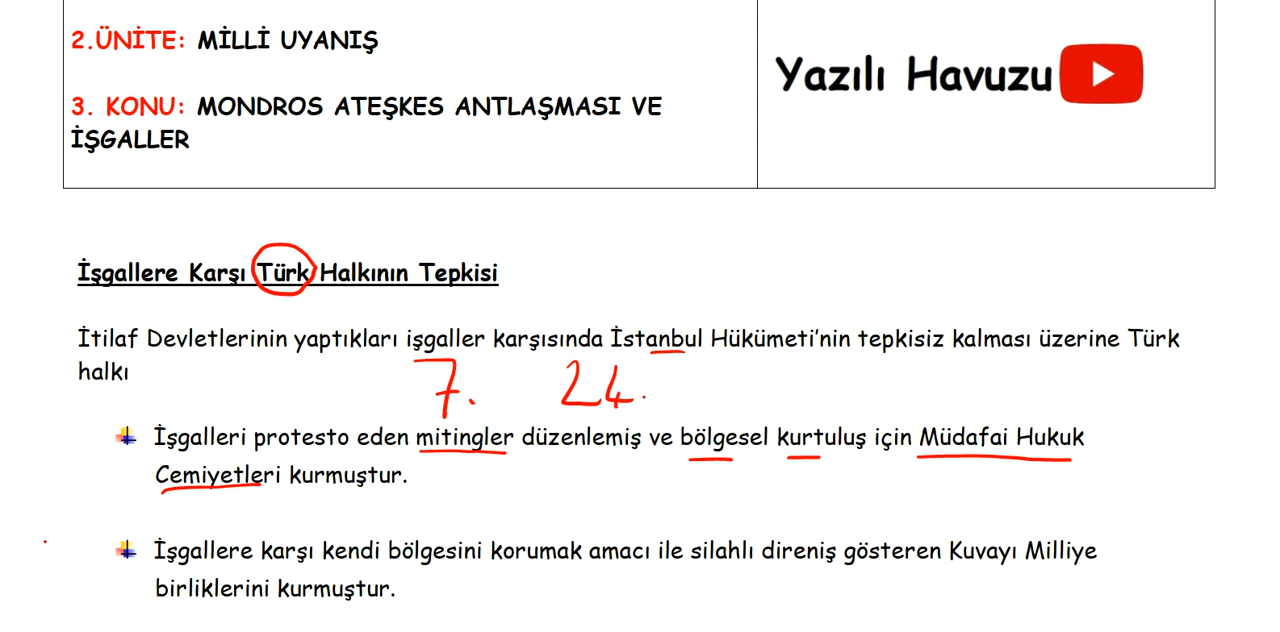 2.ÜNİTE: MİLLİ UYANIŞ
3. KONU: MONDROS ATEŞKES ANTLAŞMASI VE
İŞGALLER
Yazılı Havuzu
İşgallere Karşı Türk Halkının Tepkisi
İtilaf Devletlerinin yaptıkları işgaller karşısında İstanbul Hükümeti’nin tepkisiz kalması üzerine Türk
halkı
7. 24.
İşgalleri protesto eden mitingler düzenlemiş ve bölgesel kurtuluş için Müdafai Hukuk
Cemiyetleri kurmuştur.
İşgallere karşı kendi bölgesini korumak amacı ile silahlı direniş gösteren Kuvayı Milliye
birliklerini kurmuştur.